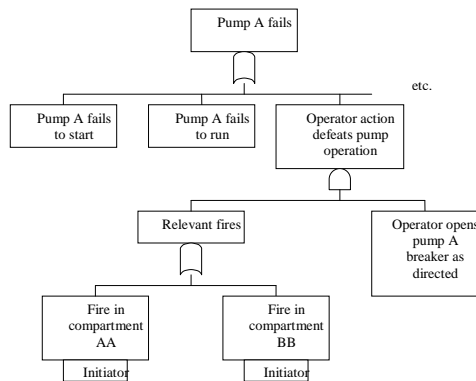 Pump A fails
etc.
Pump A fails
to start
Pump A fails
to run
Operator action
defeats pump
operation
Relevant fires
Operator opens
pump A
breaker as
directed
Fire in
compartment
AA
Fire in
compartment
BB
Initiator
Initiator